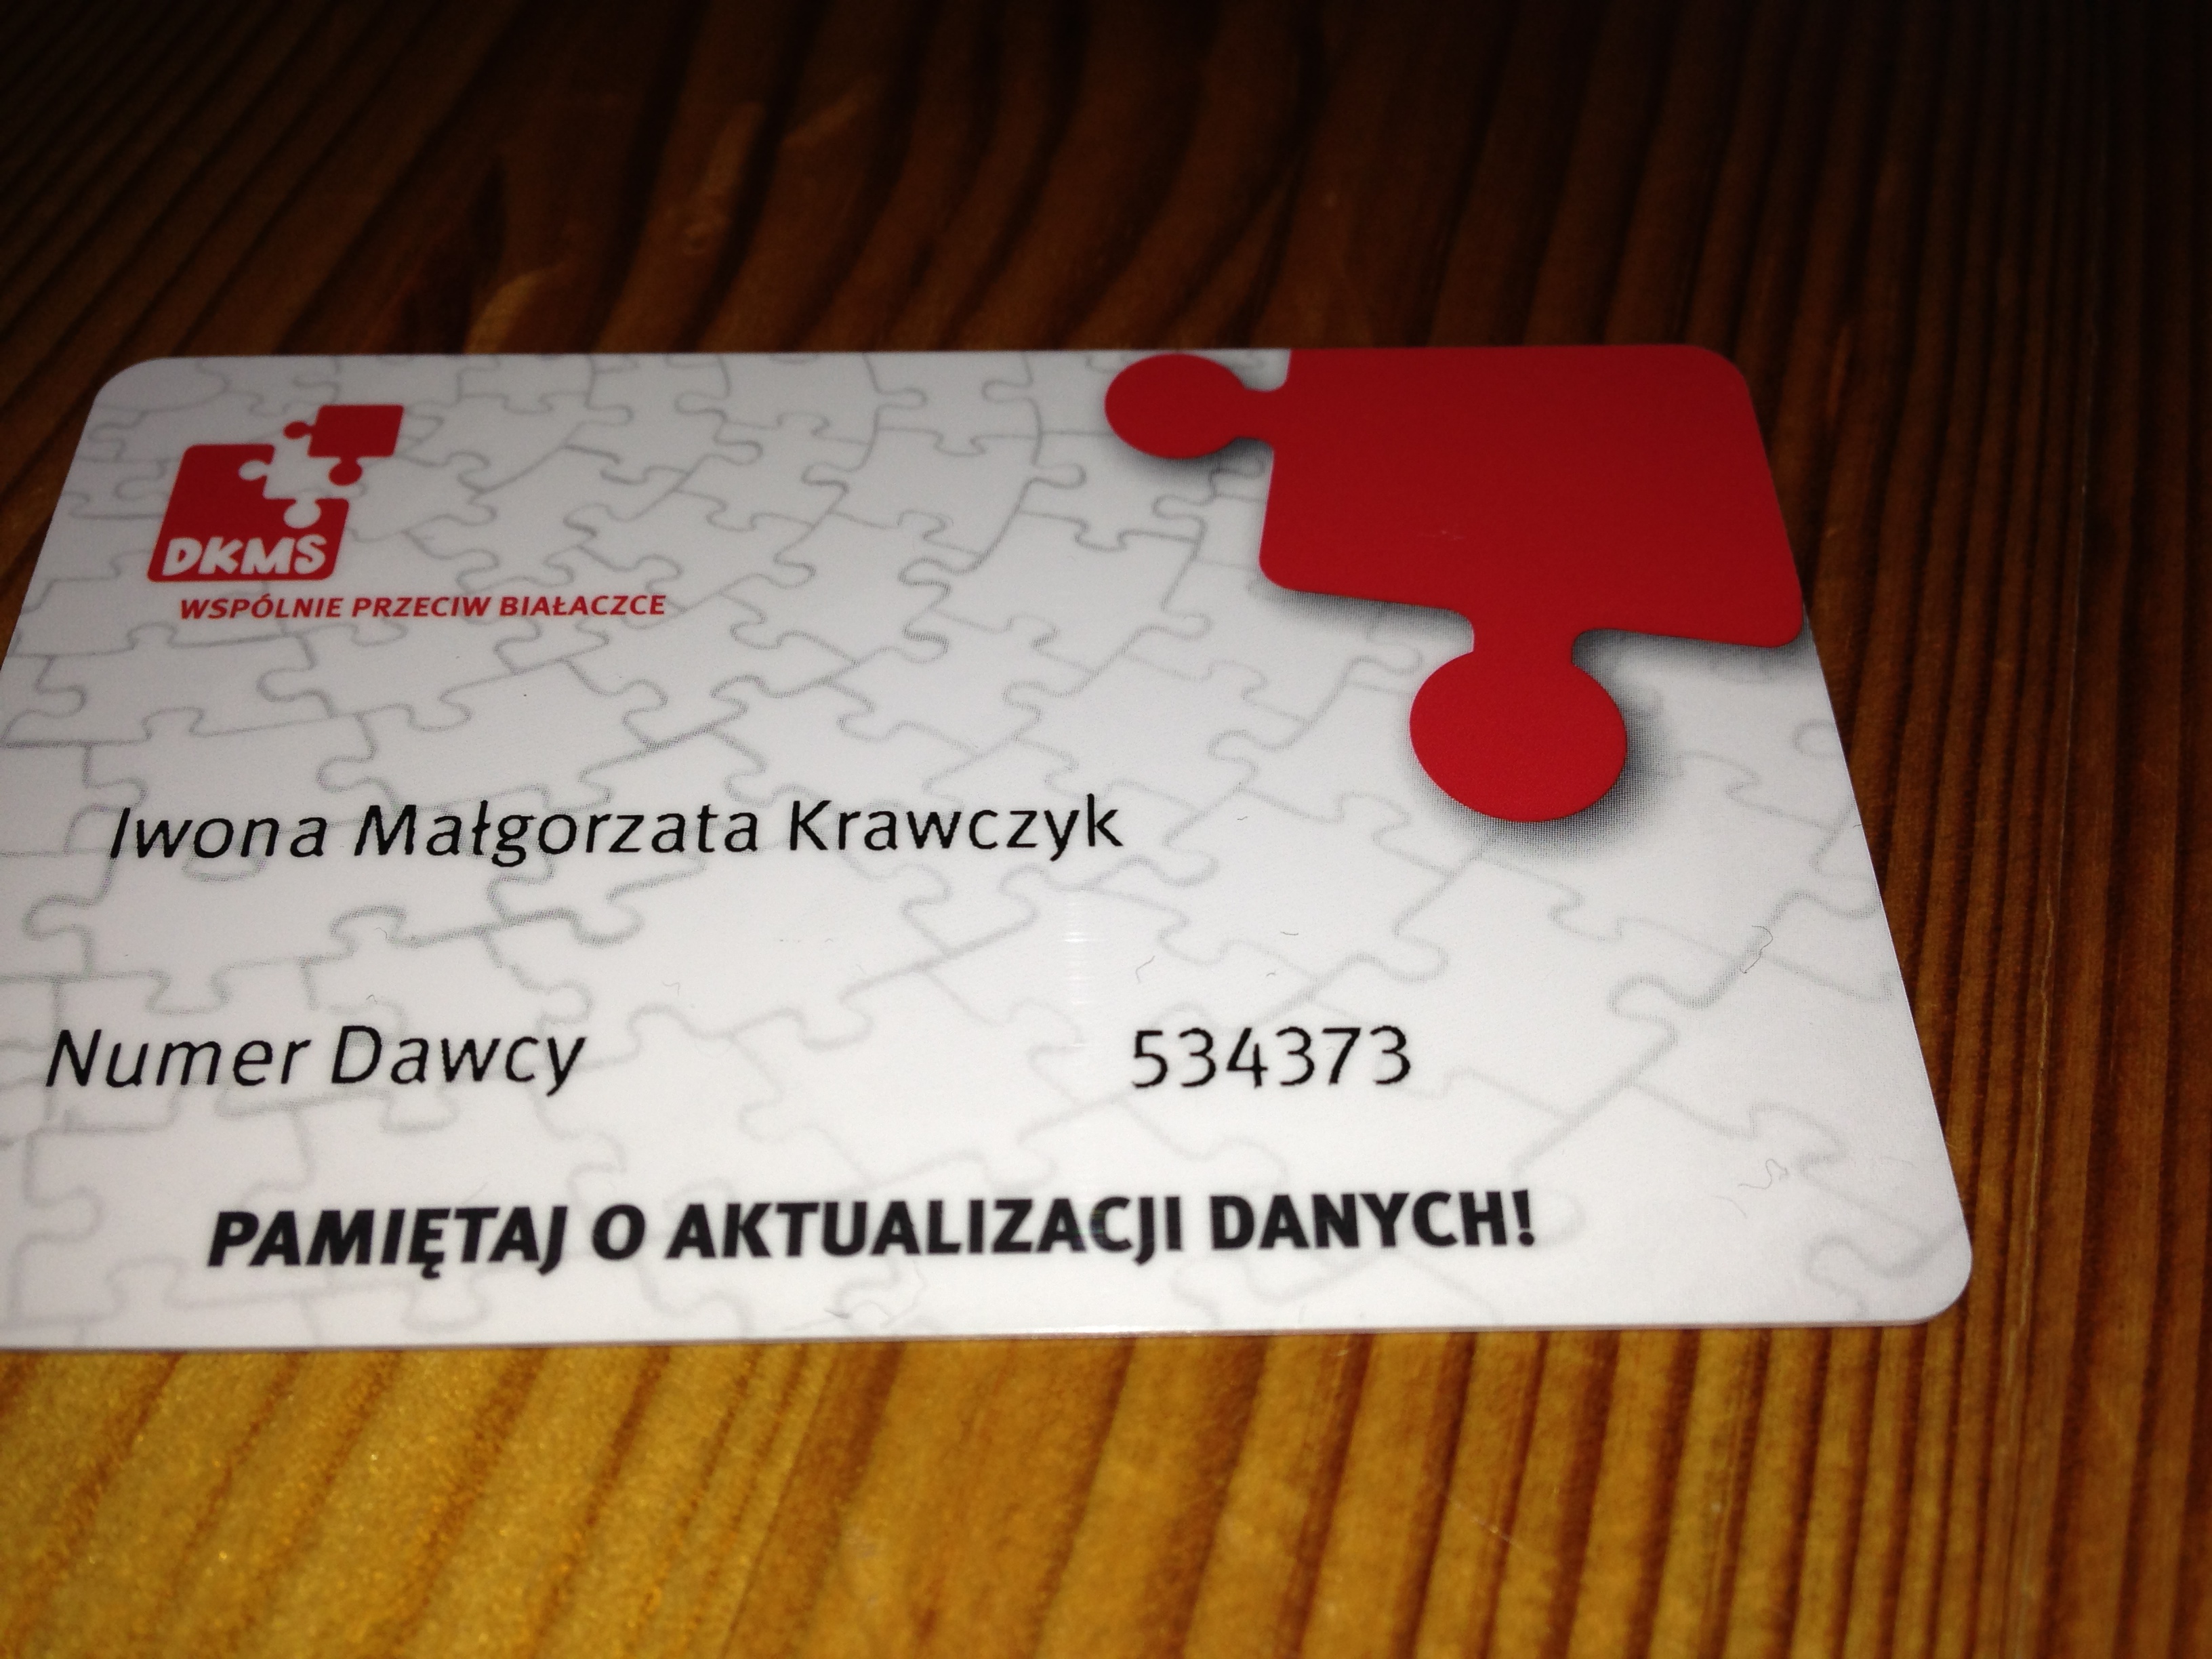 DKMS
WSPÓLNIE PRZECIW BIAŁACZCE
Iwona Małgorzata Krawczyk
Numer Dawcy 534373
PAMIĘTAJ O AKTUALIZACJI DANYCH!